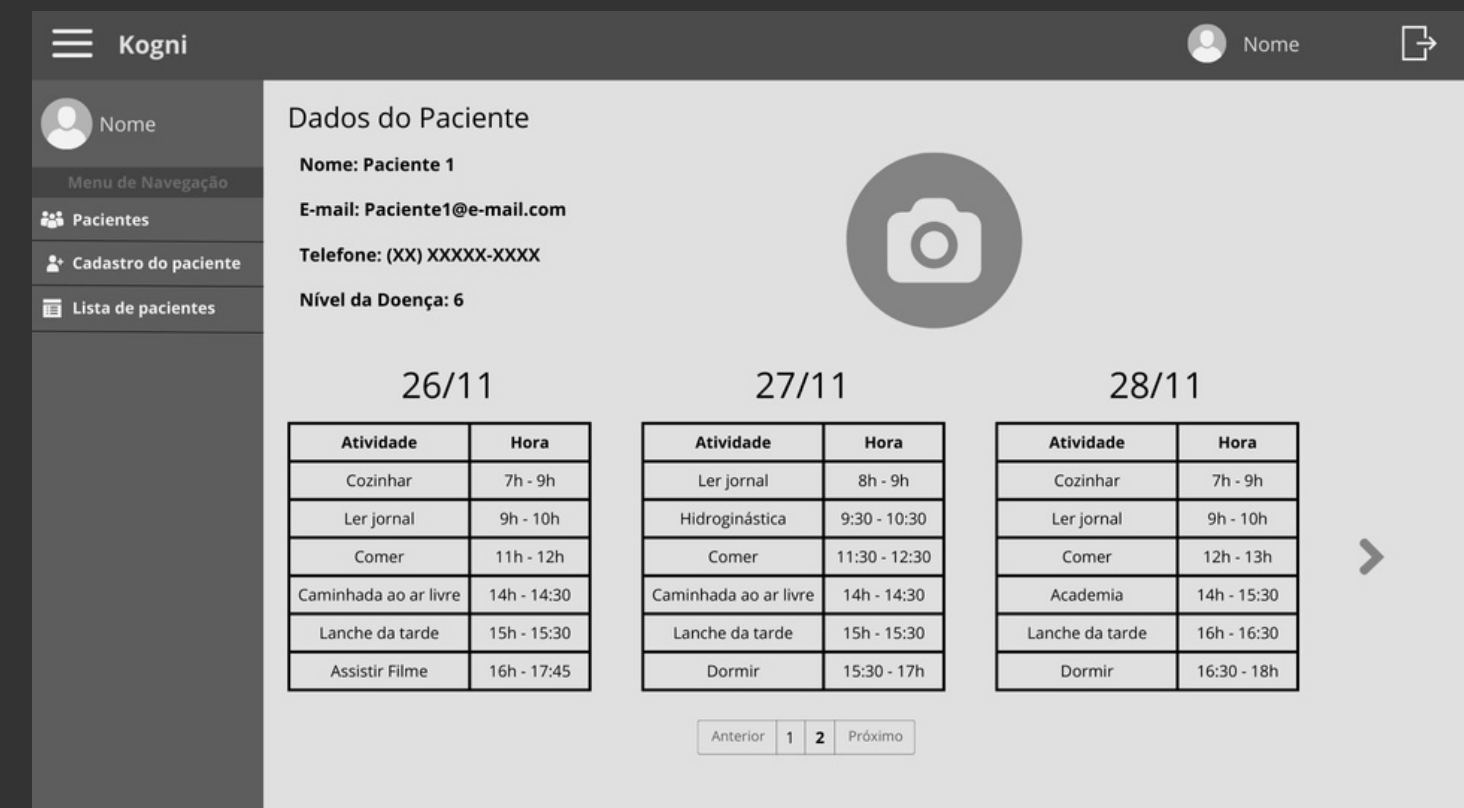 Kogni
Nome
Nome
Menu de Navegação
Pacientes
Cadastro do paciente
Lista de pacientes
Dados do Paciente
Nome: Paciente 1
E-mail: Paciente1@e-mail.com
Telefone: (XX) XXXXX-XXXX
Nível da Doença: 6
26/11
Atividade Hora
Cozinhar 7h - 9h
Ler jornal 9h - 10h
Comer 11h - 12h
Caminhada ao ar livre 14h - 14:30
Lanche da tarde 15h - 15:30
Assistir Filme 16h - 17:45
27/11
Atividade Hora
Ler jornal 8h - 9h
Hidroginástica 9:30 - 10:30
Comer 11:30 - 12:30
Caminhada ao ar livre 14h - 14:30
Lanche da tarde 15h - 15:30
Dormir 15:30 - 17h
28/11
Atividade Hora
Cozinhar 7h - 9h
Ler jornal 9h - 10h
Comer 12h - 13h
Academia 14h - 15:30
Lanche da tarde 16h - 16:30
Dormir 16:30 - 18h
Anterior 1 2 Próximo